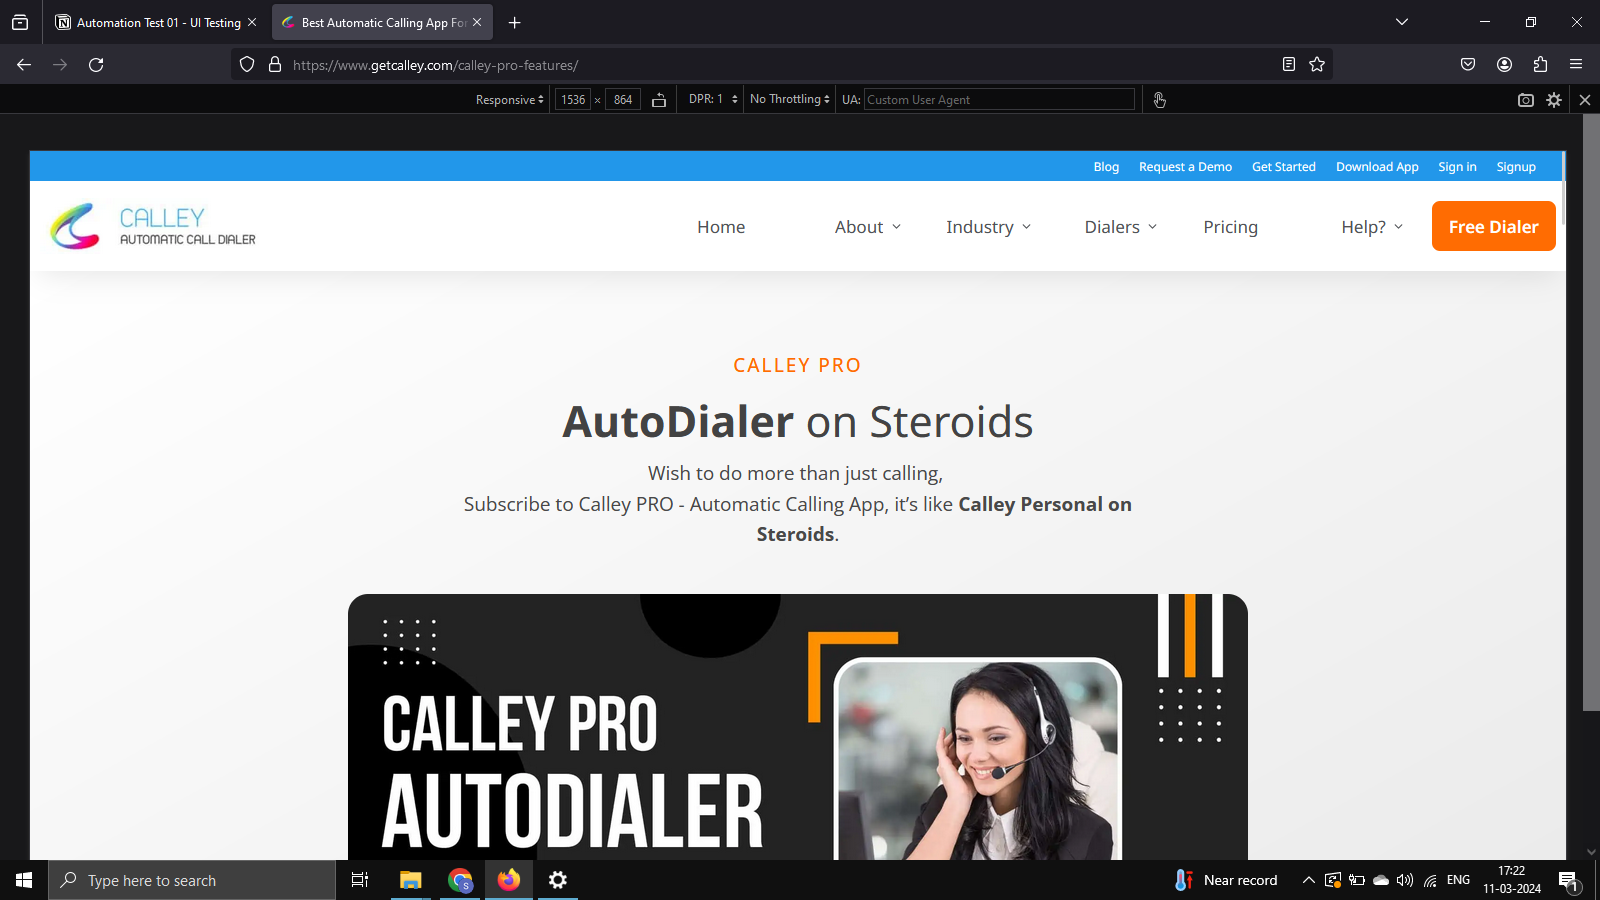 Automation Test 01 - UI Testing
Best Automatic Calling App For
https://www.getcalley.com/calley-pro-features/
Responsive
1536 × 864
DPR: 1
No Throttling
UA: Custom User Agent
Blog
Request a Demo
Get Started
Download App
Sign in
Signup
CALLEY
AUTOMATIC CALL DIALER
Home
About
Industry
Dialers
Pricing
Help?
Free Dialer
CALLEY PRO
AutoDialer on Steroids
Wish to do more than just calling,
Subscribe to Calley PRO - Automatic Calling App, it's like Calley Personal on
Steroids.
CALLEY PRO
AUTODIALER
Type here to search
S
Near record
ENG
17:22
11-03-2024
1